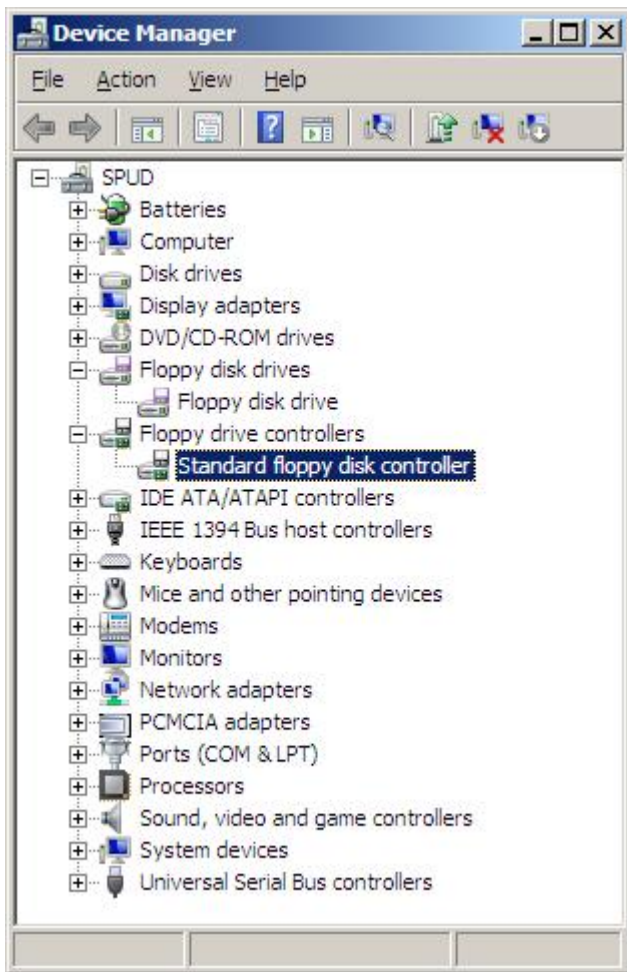 Device Manager
File Action View Help
SPUD
Batteries
Computer
Disk drives
Display adapters
DVD/CD-ROM drives
Floppy disk drives
Floppy disk drive
Floppy drive controllers
Standard floppy disk controller
IDE ATA/ATAPI controllers
IEEE 1394 Bus host controllers
Keyboards
Mice and other pointing devices
Modems
Monitors
Network adapters
PCMCIA adapters
Ports (COM & LPT)
Processors
Sound, video and game controllers
System devices
Universal Serial Bus controllers